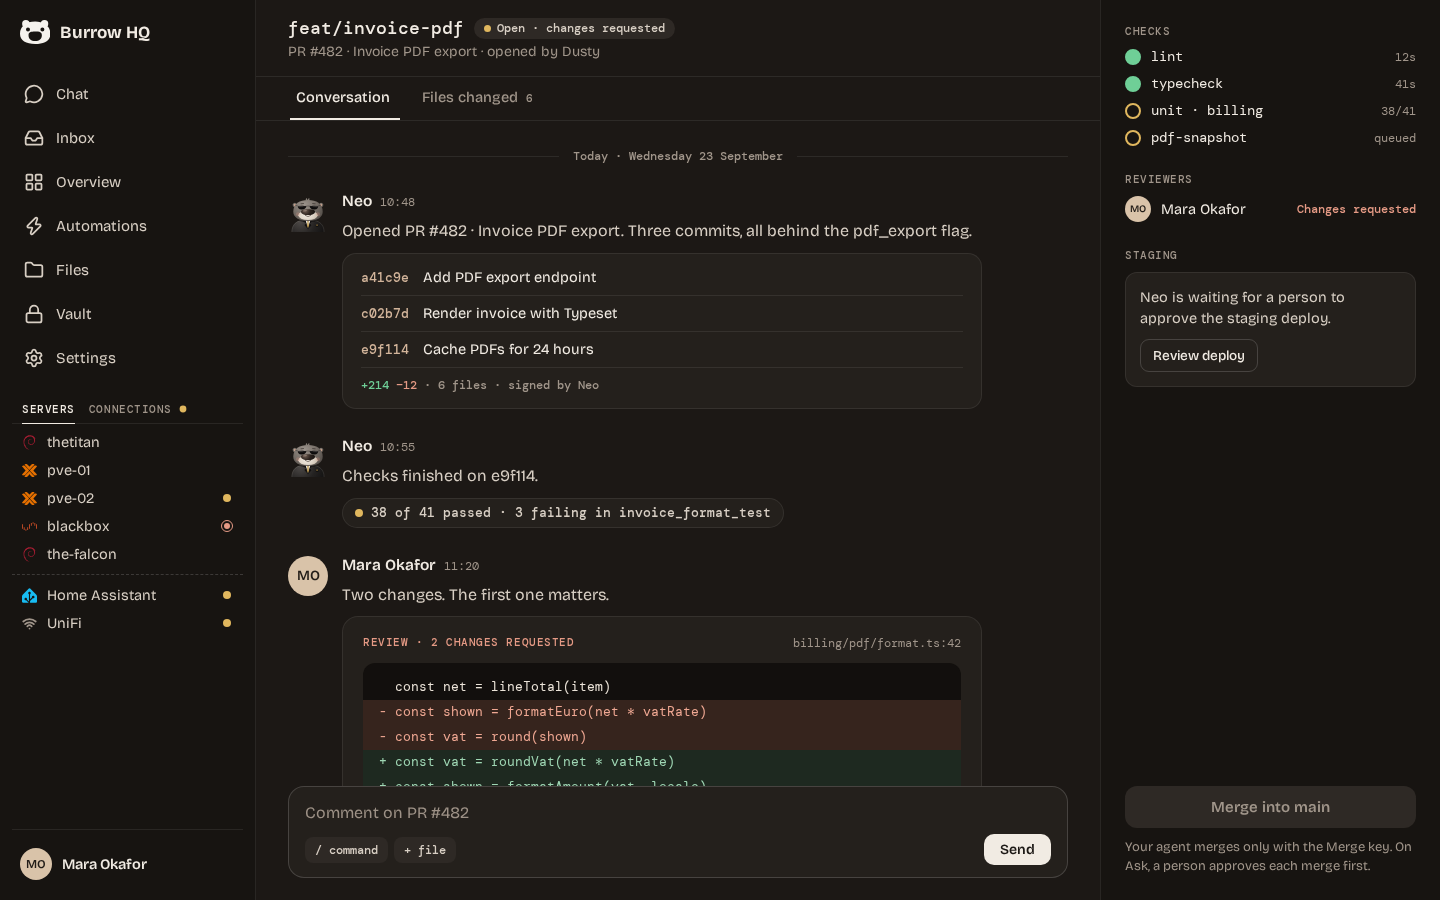 Burrow HQ
Chat
Inbox
Overview
Automations
Files
Vault
Settings
SERVERS CONNECTIONS
thetitan
pve-01
pve-02
blackbox
the-falcon
Home Assistant
UniFi
MO Mara Okafor
feat/invoice-pdf Open · changes requested
PR #482 · Invoice PDF export · opened by Dusty
Conversation Files changed 6
Today · Wednesday 23 September
Neo 10:48
Opened PR #482 · Invoice PDF export. Three commits, all behind the pdf_export flag.
a41c9e Add PDF export endpoint
c02b7d Render invoice with Typeset
e9f114 Cache PDFs for 24 hours
+214 −12 · 6 files · signed by Neo
Neo 10:55
Checks finished on e9f114.
38 of 41 passed · 3 failing in invoice_format_test
MO Mara Okafor 11:20
Two changes. The first one matters.
REVIEW · 2 CHANGES REQUESTED billing/pdf/format.ts:42
const net = lineTotal(item)
- const shown = formatEuro(net * vatRate)
- const vat = round(shown)
+ const vat = roundVat(net * vatRate)
+ const shown = formatAmount(vat, locale)
Comment on PR #482
/ command + file Send
CHECKS
lint 12s
typecheck 41s
unit · billing 38/41
pdf-snapshot queued
REVIEWERS
MO Mara Okafor Changes requested
STAGING
Neo is waiting for a person to
approve the staging deploy.
Review deploy
Merge into main
Your agent merges only with the Merge key. On
Ask, a person approves each merge first.